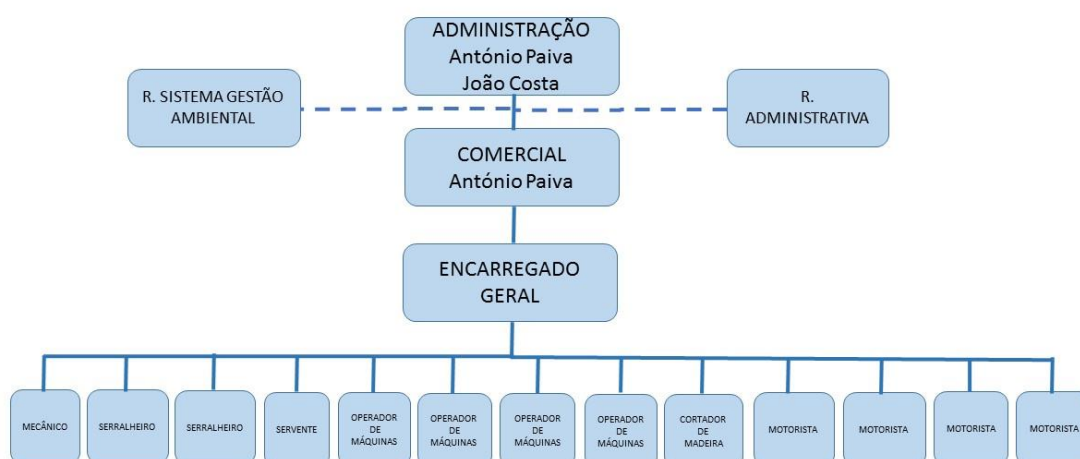 ADMINISTRAÇÃO
António Paiva
João Costa
R. SISTEMA GESTÃO
AMBIENTAL
R.
ADMINISTRATIVA
COMERCIAL
António Paiva
ENCARREGADO
GERAL
MECÂNICO
SERRALHEIRO
SERRALHEIRO
SERVENTE
OPERADOR
DE
MÁQUINAS
OPERADOR
DE
MÁQUINAS
OPERADOR
DE
MÁQUINAS
OPERADOR
DE
MÁQUINAS
CORTADOR
DE
MADEIRA
MOTORISTA
MOTORISTA
MOTORISTA
MOTORISTA